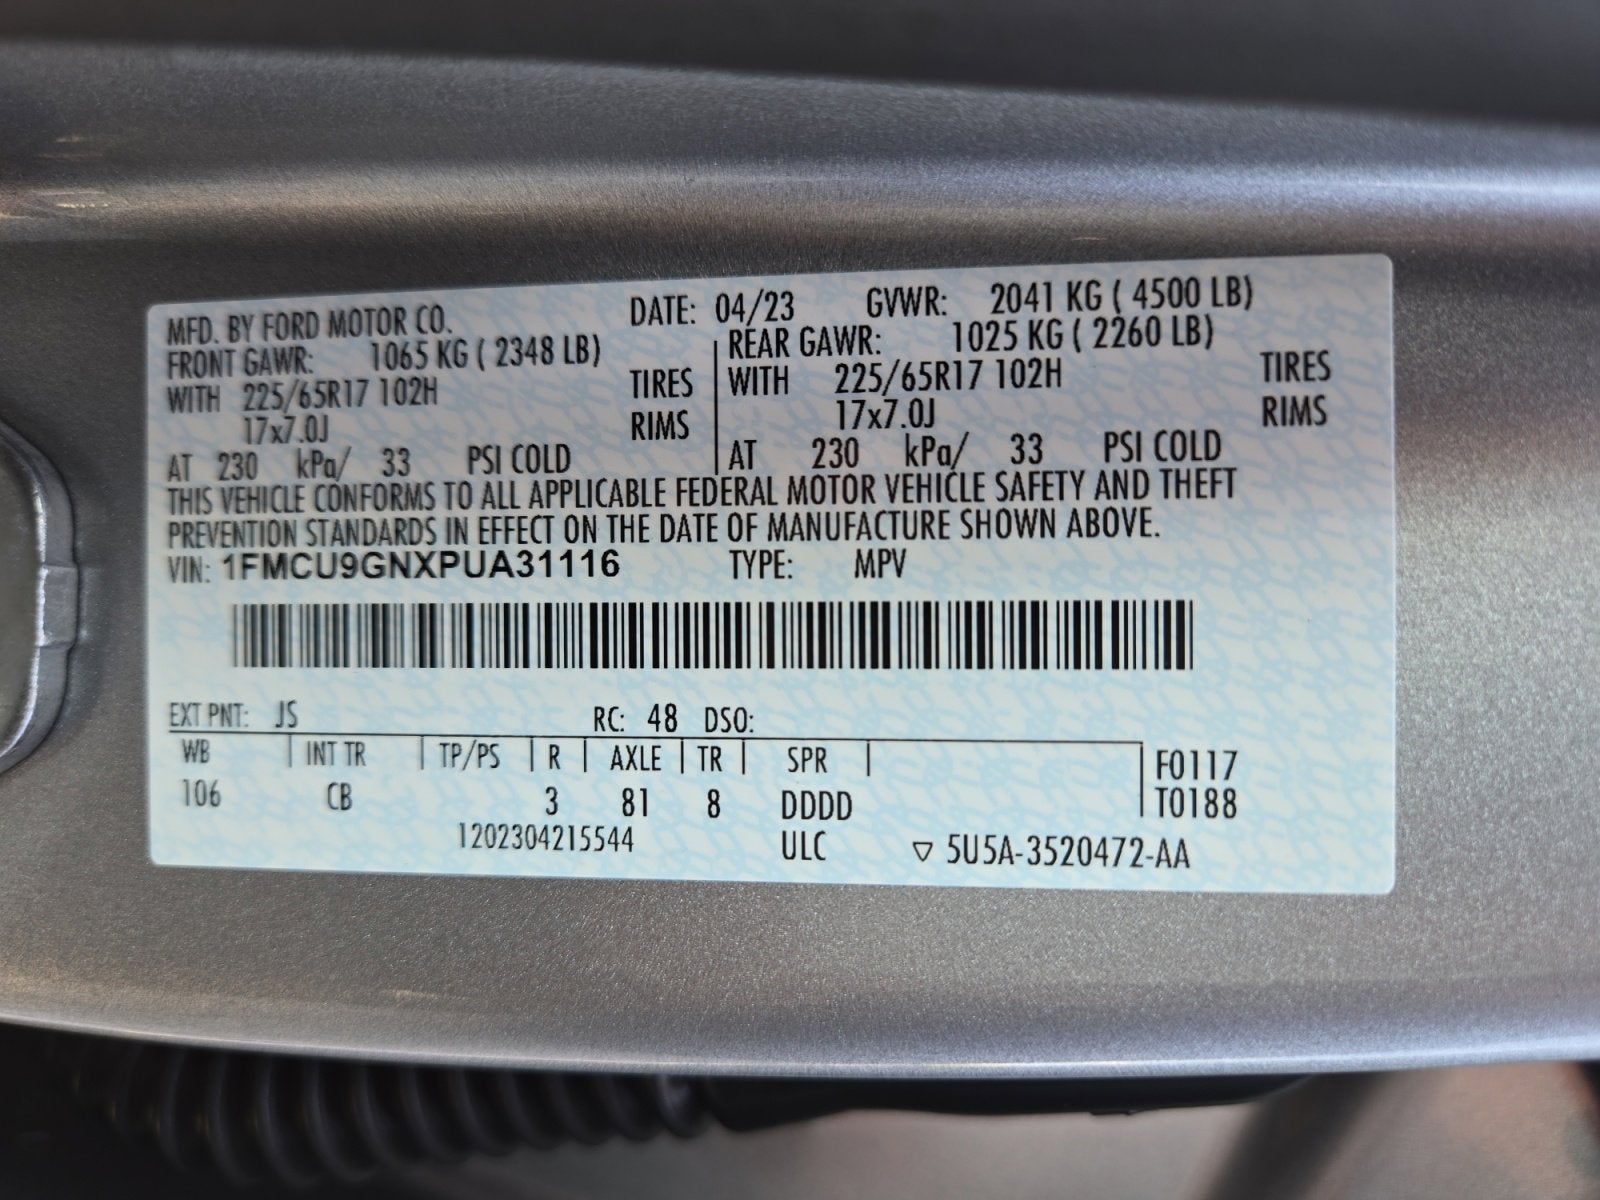 MFD. BY FORD MOTOR CO. DATE: 04/23 GVWR: 2041 KG ( 4500 LB)
FRONT GAWR: 1065 KG ( 2348 LB) REAR GAWR: 1025 KG ( 2260 LB)
WITH 225/65R17 102H TIRES WITH 225/65R17 102H TIRES
17x7.0J RIMS 17x7.0J RIMS
AT 230 kPa/ 33 PSI COLD AT 230 kPa/ 33 PSI COLD
THIS VEHICLE CONFORMS TO ALL APPLICABLE FEDERAL MOTOR VEHICLE SAFETY AND THEFT
PREVENTION STANDARDS IN EFFECT ON THE DATE OF MANUFACTURE SHOWN ABOVE.
VIN: 1FMCU9GNXPUA31116 TYPE: MPV
EXT PNT: JS RC: 48 DSO:
WB INT TR TP/PS R AXLE TR SPR F0117
106 CB 3 81 8 DDDD T0188
1202304215544 ULC ▽ 5U5A-3520472-AA